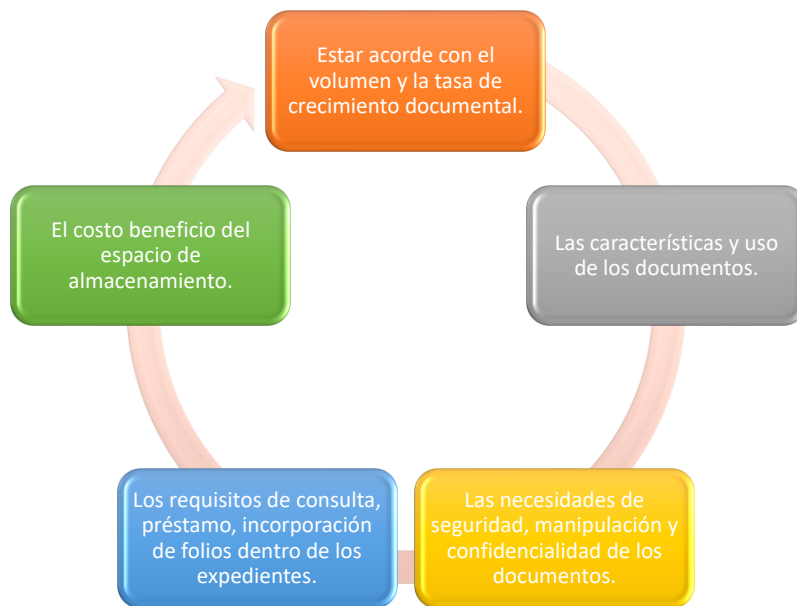 Estar acorde con el
volumen y la tasa de
crecimiento documental.
Las características y uso
de los documentos.
Las necesidades de
seguridad, manipulación y
confidencialidad de los
documentos.
Los requisitos de consulta,
préstamo, incorporación
de folios dentro de los
expedientes.
El costo beneficio del
espacio de
almacenamiento.